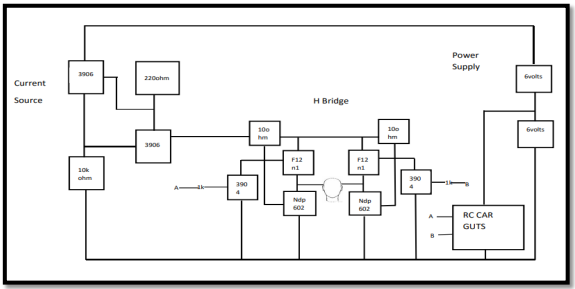 Current
Source
3906
220ohm
3906
10k
ohm
H Bridge
10o
hm
10o
hm
F12
n1
F12
n1
390
4
390
4
A
1k
1k
B
Ndp
602
Ndp
602
Power
Supply
6volts
6volts
A
B
RC CAR
GUTS